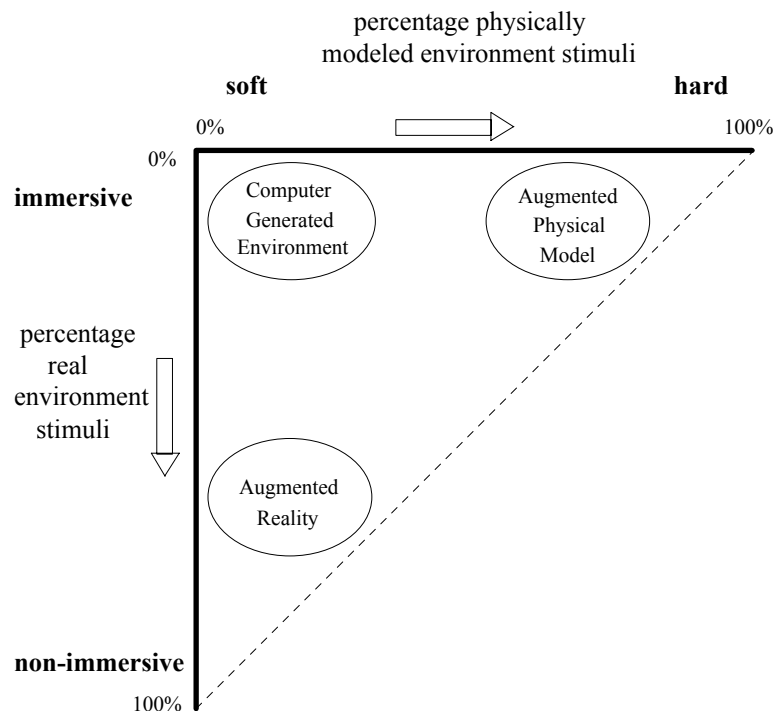 percentage physically
modeled environment stimuli
soft
hard
0%
100%
0%
immersive
Computer
Generated
Environment
Augmented
Physical
Model
percentage
real
environment
stimuli
Augmented
Reality
non-immersive
100%